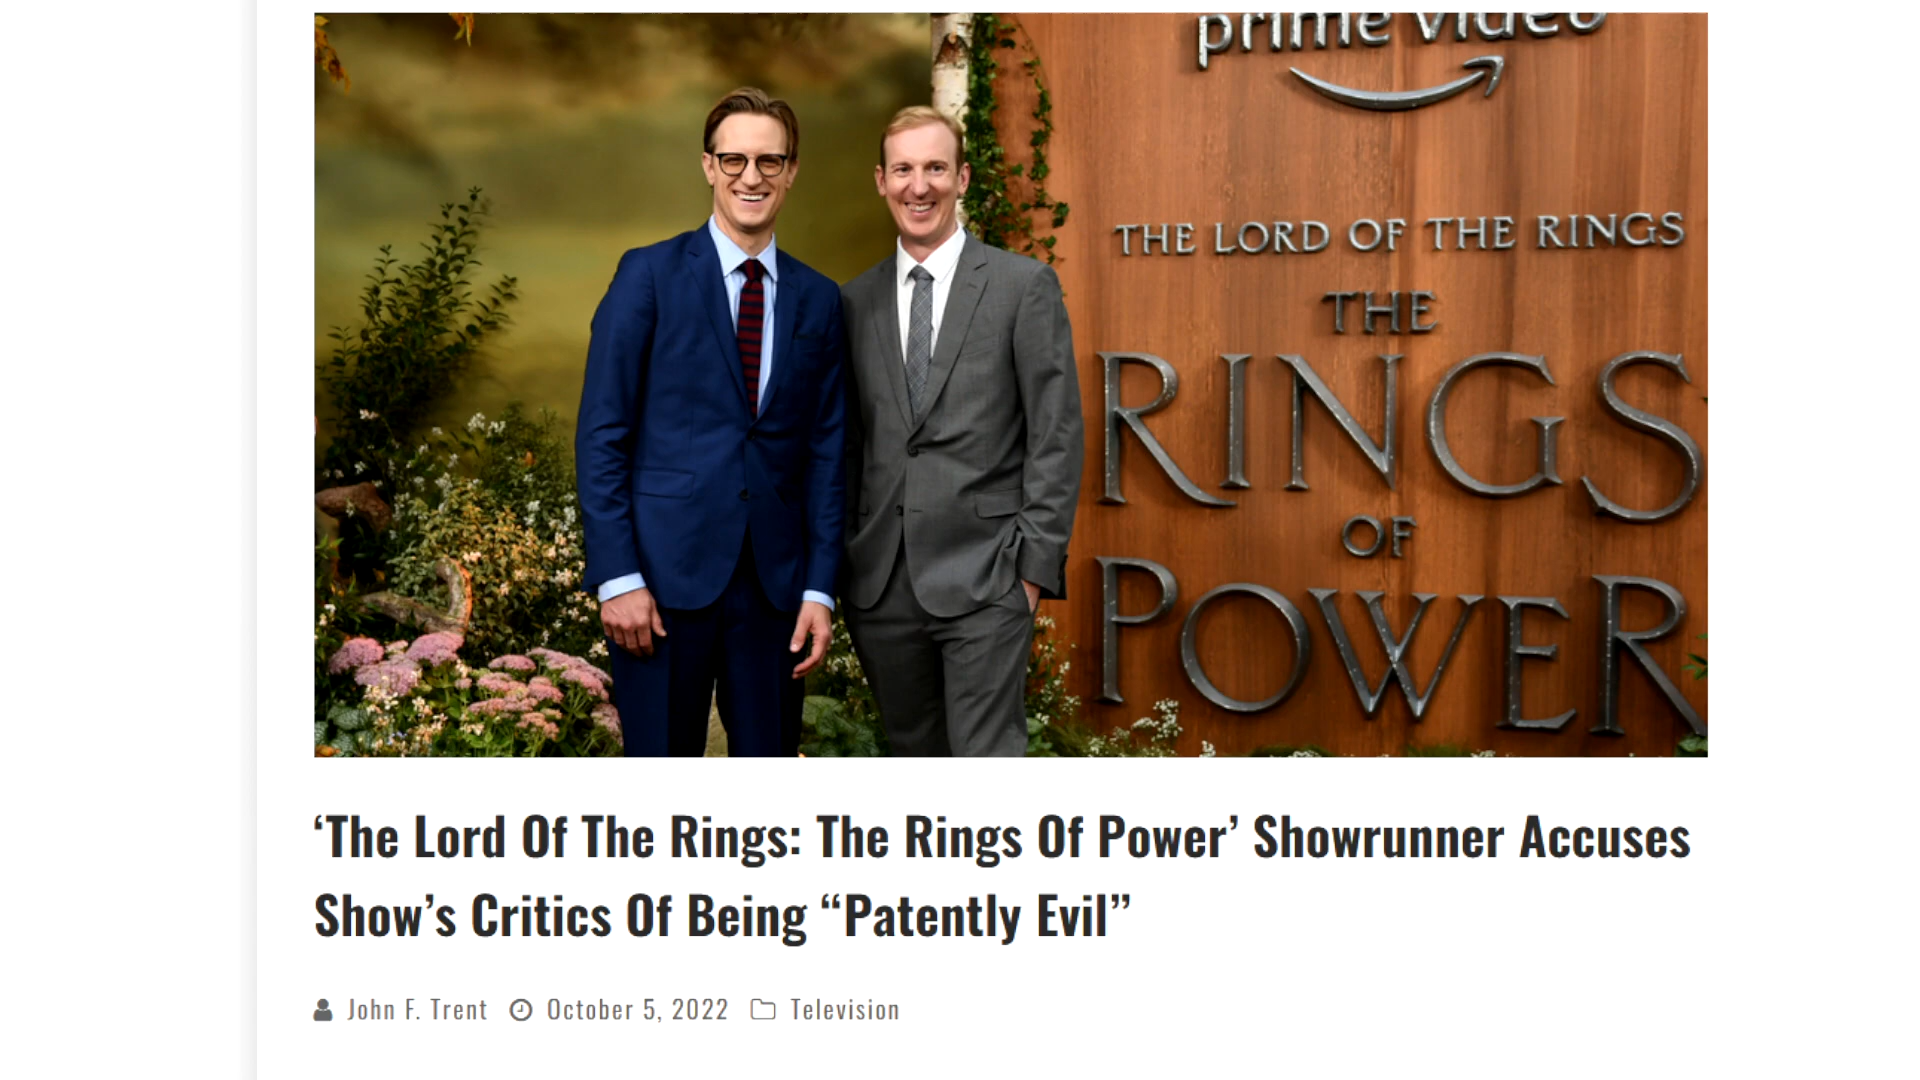 prime video
THE LORD OF THE RINGS
THE
RINGS
OF
POWER
‘The Lord Of The Rings: The Rings Of Power’ Showrunner Accuses
Show’s Critics Of Being “Patently Evil”
John F. Trent October 5, 2022 Television